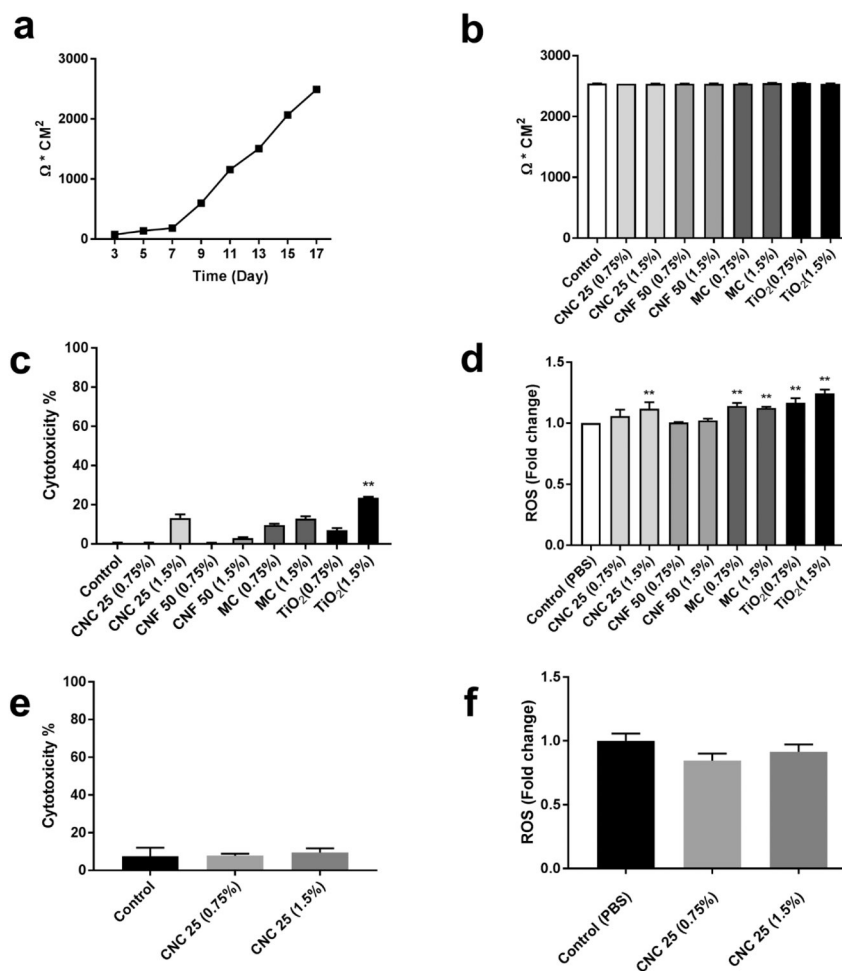 a
3000
2000
1000
0
Ω * CM²
3 5 7 9 11 13 15 17
Time (Day)
b
3000
2000
1000
0
Ω * CM²
Control
CNC 25 (0.75%)
CNC 25 (1.5%)
CNF 50 (0.75%)
CNF 50 (1.5%)
MC (0.75%)
MC (1.5%)
TiO₂(0.75%)
TiO₂(1.5%)
c
100
80
60
40
20
0
Cytotoxicity %
**
Control
CNC 25 (0.75%)
CNC 25 (1.5%)
CNF 50 (0.75%)
CNF 50 (1.5%)
MC (0.75%)
MC (1.5%)
TiO₂(0.75%)
TiO₂(1.5%)
d
1.5
1.0
0.5
0.0
ROS (Fold change)
** ** ** ** **
Control (PBS)
CNC 25 (0.75%)
CNC 25 (1.5%)
CNF 50 (0.75%)
CNF 50 (1.5%)
MC (0.75%)
MC (1.5%)
TiO₂(0.75%)
TiO₂(1.5%)
e
100
80
60
40
20
0
Cytotoxicity %
Control
CNC 25 (0.75%)
CNC 25 (1.5%)
f
1.5
1.0
0.5
0.0
ROS (Fold change)
Control (PBS)
CNC 25 (0.75%)
CNC 25 (1.5%)